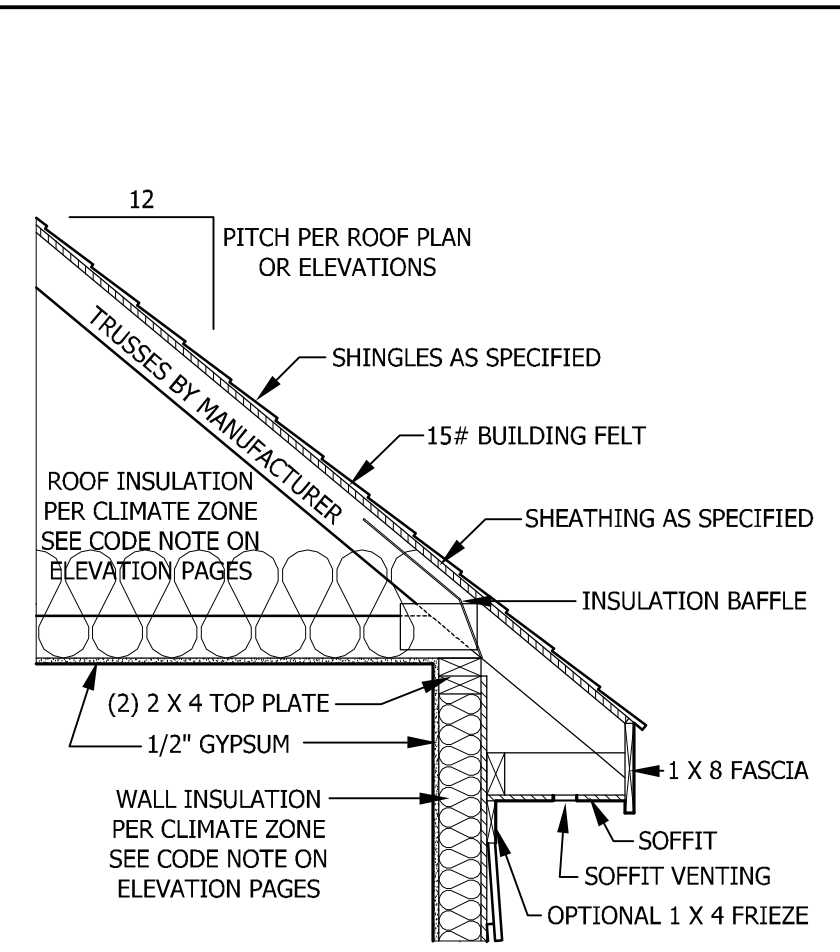 12
PITCH PER ROOF PLAN
OR ELEVATIONS
TRUSSES BY MANUFACTURER
SHINGLES AS SPECIFIED
15# BUILDING FELT
ROOF INSULATION
PER CLIMATE ZONE
SEE CODE NOTE ON
ELEVATION PAGES
SHEATHING AS SPECIFIED
INSULATION BAFFLE
(2) 2 X 4 TOP PLATE
1/2" GYPSUM
1 X 8 FASCIA
WALL INSULATION
PER CLIMATE ZONE
SEE CODE NOTE ON
ELEVATION PAGES
SOFFIT
SOFFIT VENTING
OPTIONAL 1 X 4 FRIEZE